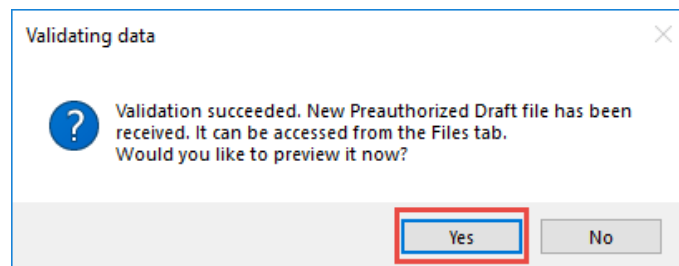 Validating data
Validation succeeded. New Preauthorized Draft file has been
received. It can be accessed from the Files tab.
Would you like to preview it now?
Yes
No